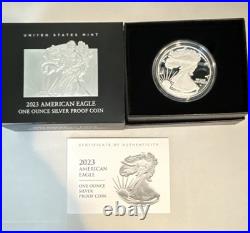 UNITED STATES MINT
2023 AMERICAN EAGLE
ONE OUNCE SILVER PROOF COIN
CERTIFICATE OF AUTHENTICITY
2023
AMERICAN
EAGLE
ONE OUNCE
SILVER
PROOF COIN